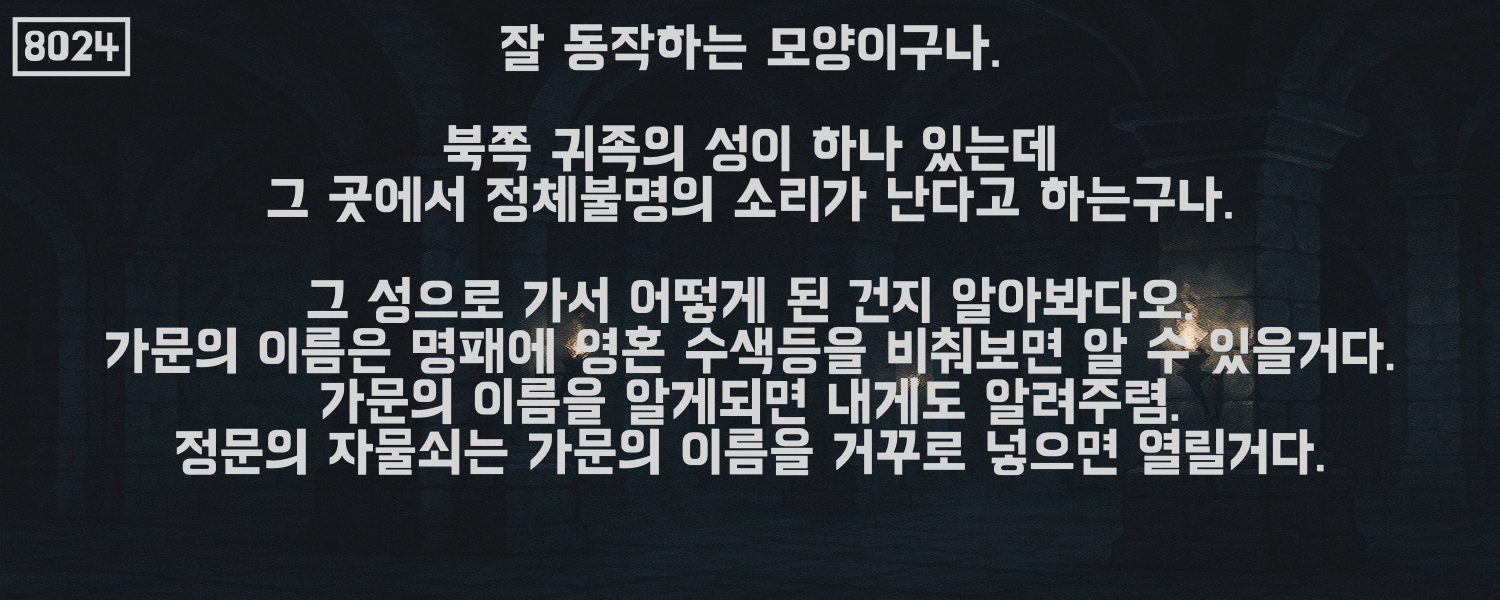 8024
잘 동작하는 모양이구나.
북쪽 귀족의 성이 하나 있는데
그 곳에서 정체불명의 소리가 난다고 하는구나.
그 성으로 가서 어떻게 된 건지 알아봐다오.
가문의 이름은 명패에 영혼 수색등을 비춰보면 알 수 있을거다.
가문의 이름을 알게되면 내게도 알려주렴.
정문의 자물쇠는 가문의 이름을 거꾸로 넣으면 열릴거다.